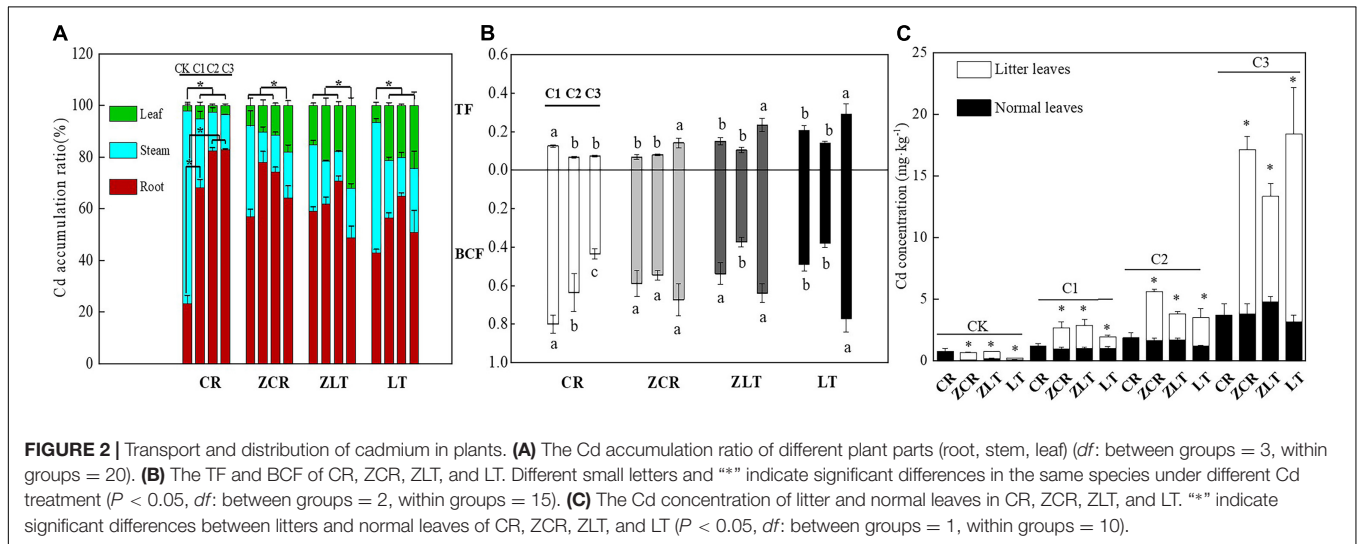 A
Cd accumulation ratio(%)
120
100
80
60
40
20
0
CK C1 C2 C3
* * * *
* *
Leaf
Steam
Root
CR ZCR ZLT LT
B
TF
BCF
0.6
0.4
0.2
0.0
0.2
0.4
0.6
0.8
1.0
C1 C2 C3
a b b b b a b b a b b a
a b c a a a a b a b b a
CR ZCR ZLT LT
C
Cd concentration (mg·kg-1)
25
20
15
10
5
0
Litter leaves
Normal leaves
CK
* * *
C1
* * *
C2
* * *
C3
* * *
CR ZCR ZLT LT CR ZCR ZLT LT CR ZCR ZLT LT CR ZCR ZLT LT
FIGURE 2 | Transport and distribution of cadmium in plants. (A) The Cd accumulation ratio of different plant parts (root, stem, leaf) (df: between groups = 3, within
groups = 20). (B) The TF and BCF of CR, ZCR, ZLT, and LT. Different small letters and “*” indicate significant differences in the same species under different Cd
treatment (P < 0.05, df: between groups = 2, within groups = 15). (C) The Cd concentration of litter and normal leaves in CR, ZCR, ZLT, and LT. “*” indicate
significant differences between litters and normal leaves of CR, ZCR, ZLT, and LT (P < 0.05, df: between groups = 1, within groups = 10).